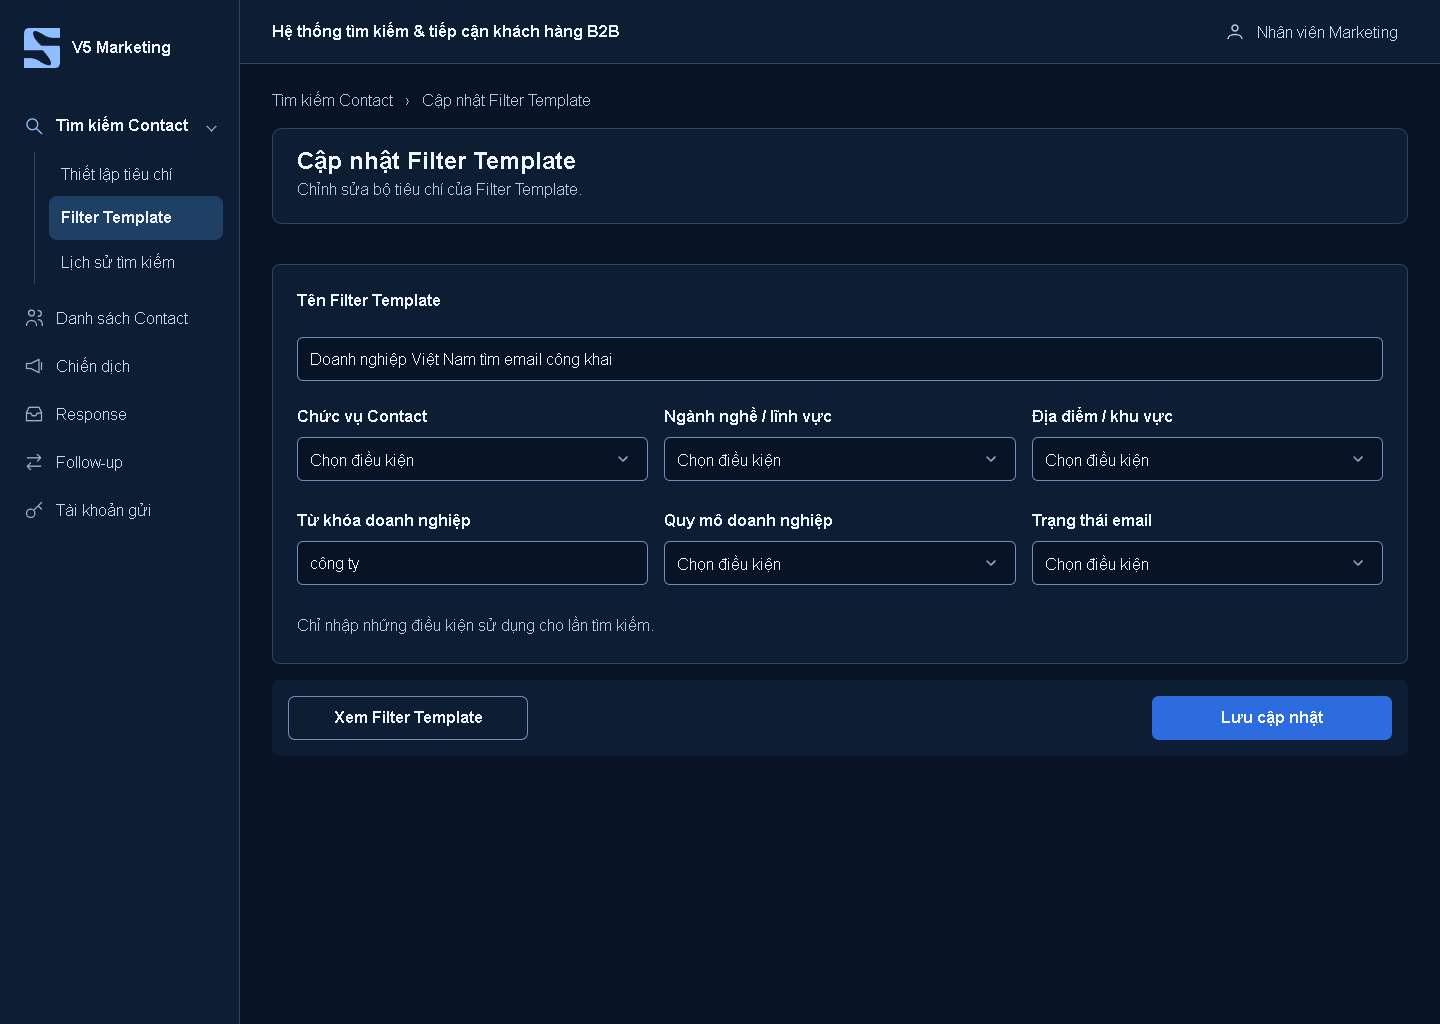 V5 Marketing
Hệ thống tìm kiếm & tiếp cận khách hàng B2B
Nhân viên Marketing
Tìm kiếm Contact
Thiết lập tiêu chí
Filter Template
Lịch sử tìm kiếm
Danh sách Contact
Chiến dịch
Response
Follow-up
Tài khoản gửi
Tìm kiếm Contact › Cập nhật Filter Template
Cập nhật Filter Template
Chỉnh sửa bộ tiêu chí của Filter Template.
Tên Filter Template
Doanh nghiệp Việt Nam tìm email công khai
Chức vụ Contact
Ngành nghề / lĩnh vực
Địa điểm / khu vực
Chọn điều kiện
Chọn điều kiện
Chọn điều kiện
Từ khóa doanh nghiệp
Quy mô doanh nghiệp
Trạng thái email
công ty
Chọn điều kiện
Chọn điều kiện
Chỉ nhập những điều kiện sử dụng cho lần tìm kiếm.
Xem Filter Template
Lưu cập nhật